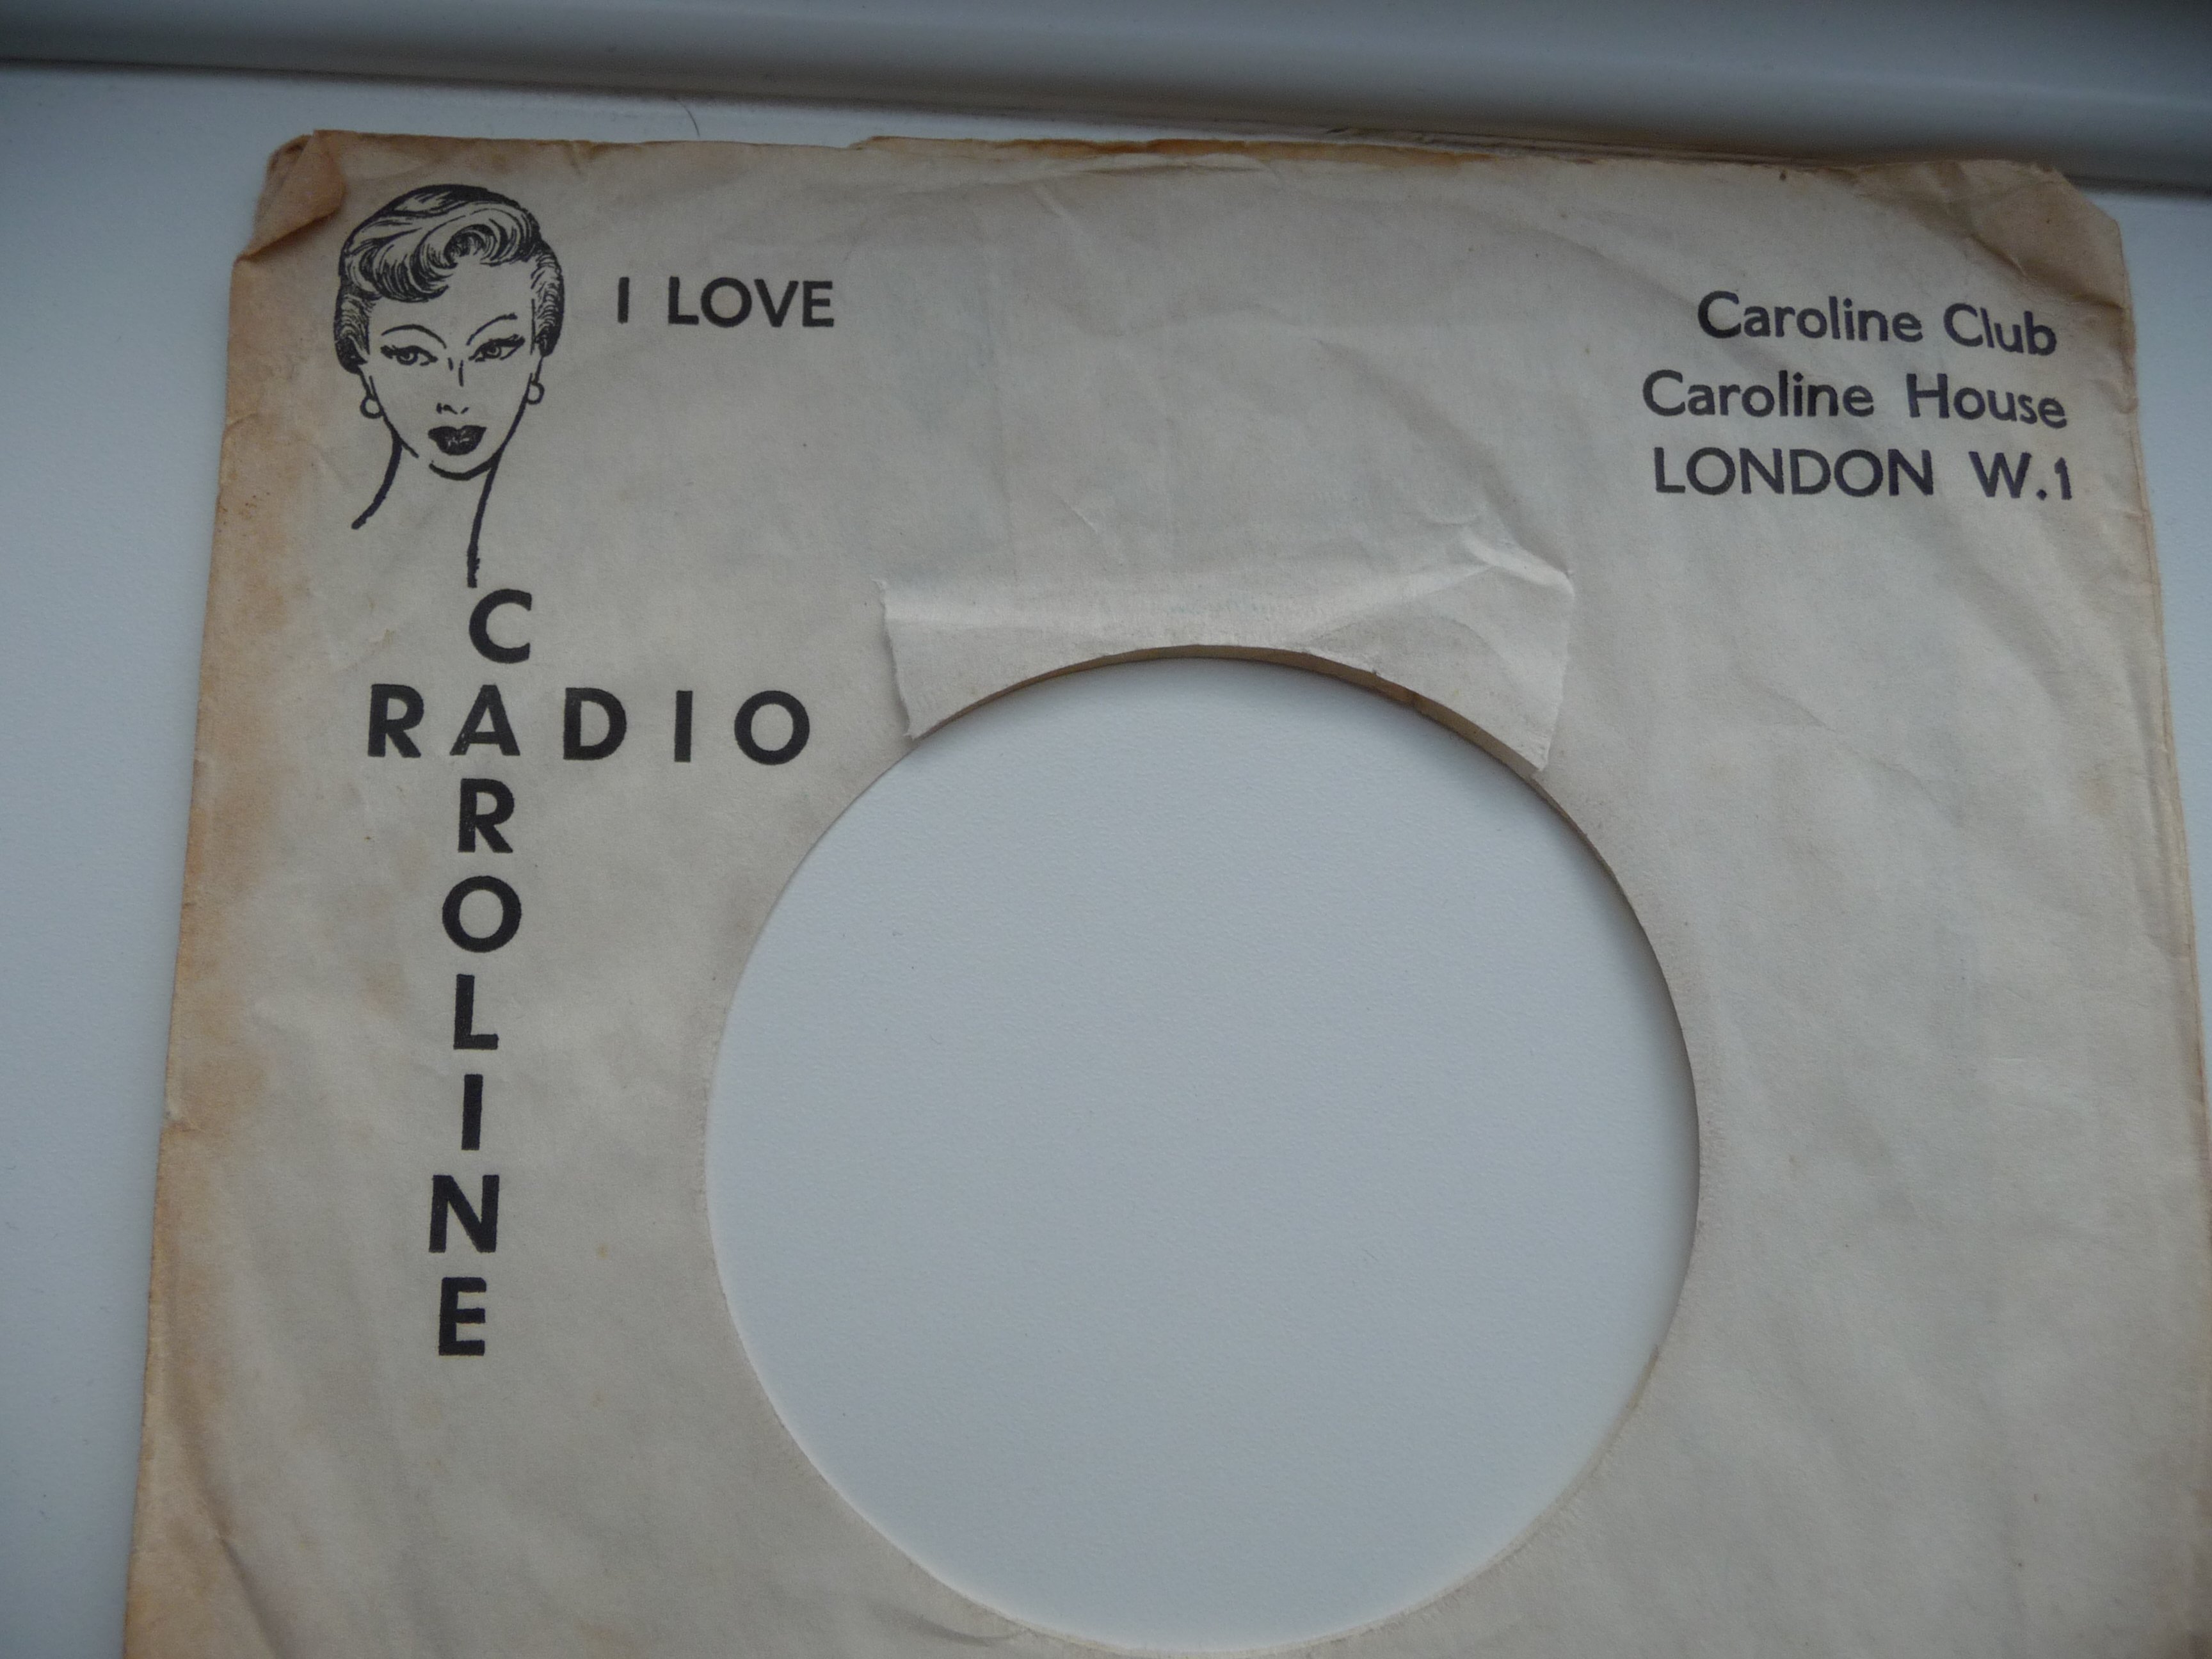 I LOVE
Caroline Club
Caroline House
LONDON W.1
RADIO
CAROLINE